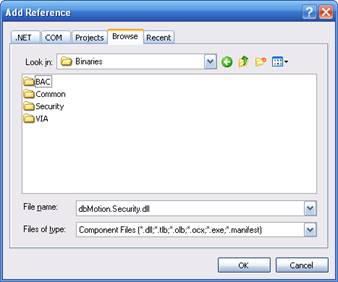 Add Reference
.NET COM Projects Browse Recent
Look in: Binaries
BAC
Common
Security
VIA
File name: dbMotion.Security.dll
Files of type: Component Files (*.dll;*.tlb;*.olb;*.ocx;*.exe;*.manifest)
OK Cancel